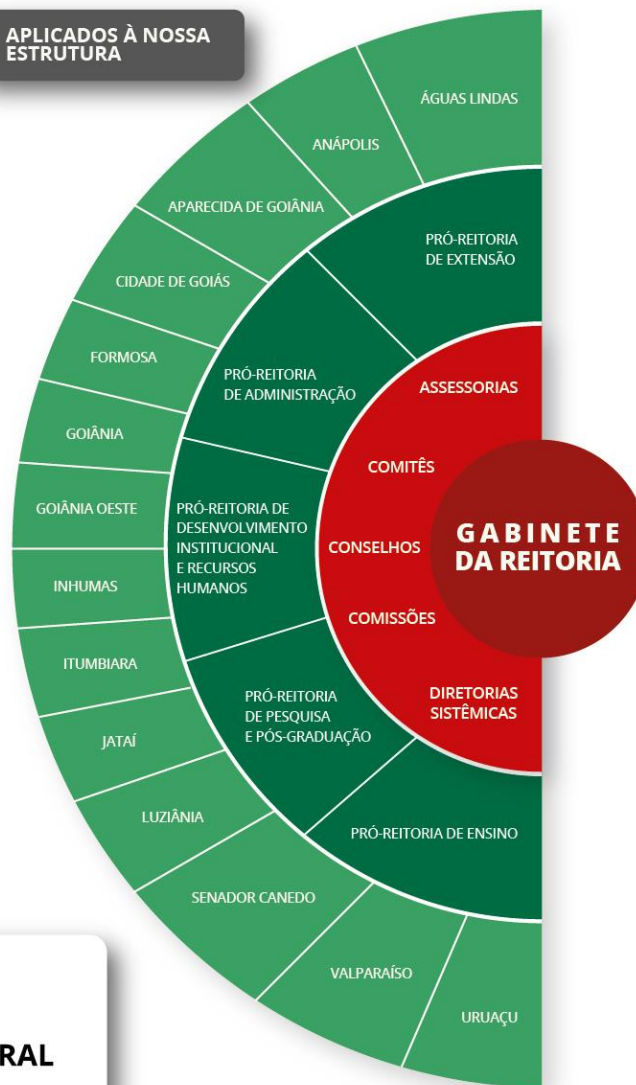 APLICADOS À NOSSA
ESTRUTURA
ÁGUAS LINDAS
ANÁPOLIS
APARECIDA DE GOIÂNIA
CIDADE DE GOIÁS
FORMOSA
GOIÂNIA
GOIÂNIA OESTE
INHUMAS
ITUMBIARA
JATAÍ
LUZIÂNIA
SENADOR CANEDO
VALPARAÍSO
URUAÇU
PRÓ-REITORIA
DE EXTENSÃO
PRÓ-REITORIA
DE ADMINISTRAÇÃO
PRÓ-REITORIA DE
DESENVOLVIMENTO
INSTITUCIONAL
E RECURSOS
HUMANOS
PRÓ-REITORIA
DE PESQUISA
E PÓS-GRADUAÇÃO
PRÓ-REITORIA DE ENSINO
ASSESSORIAS
COMITÊS
CONSELHOS
COMISSÕES
DIRETORIAS
SISTÊMICAS
GABINETE
DA REITORIA
RAL